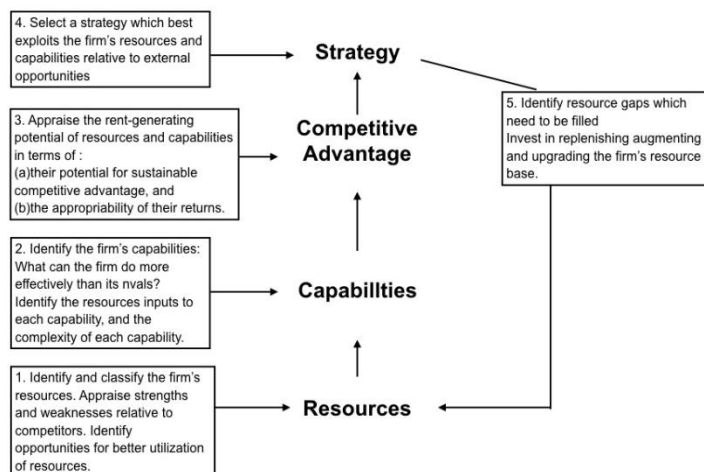 4. Select a strategy which best
exploits the firm's resources and
capabilities relative to external
opportunities
Strategy
5. Identify resource gaps which
need to be filled
Invest in replenishing augmenting
and upgrading the firm's resource
base.
3. Appraise the rent-generating
potential of resources and capabilities
in terms of :
(a)their potential for sustainable
competitive advantage, and
(b)the appropriability of their returns.
Competitive
Advantage
2. Identify the firm's capabilities:
What can the firm do more
effectively than its nvals?
Identify the resources inputs to
each capability, and the
complexity of each capability.
Capabillties
1. Identify and classify the firm's
resources. Appraise strengths
and weaknesses relative to
competitors. Identify
opportunities for better utilization
of resources.
Resources